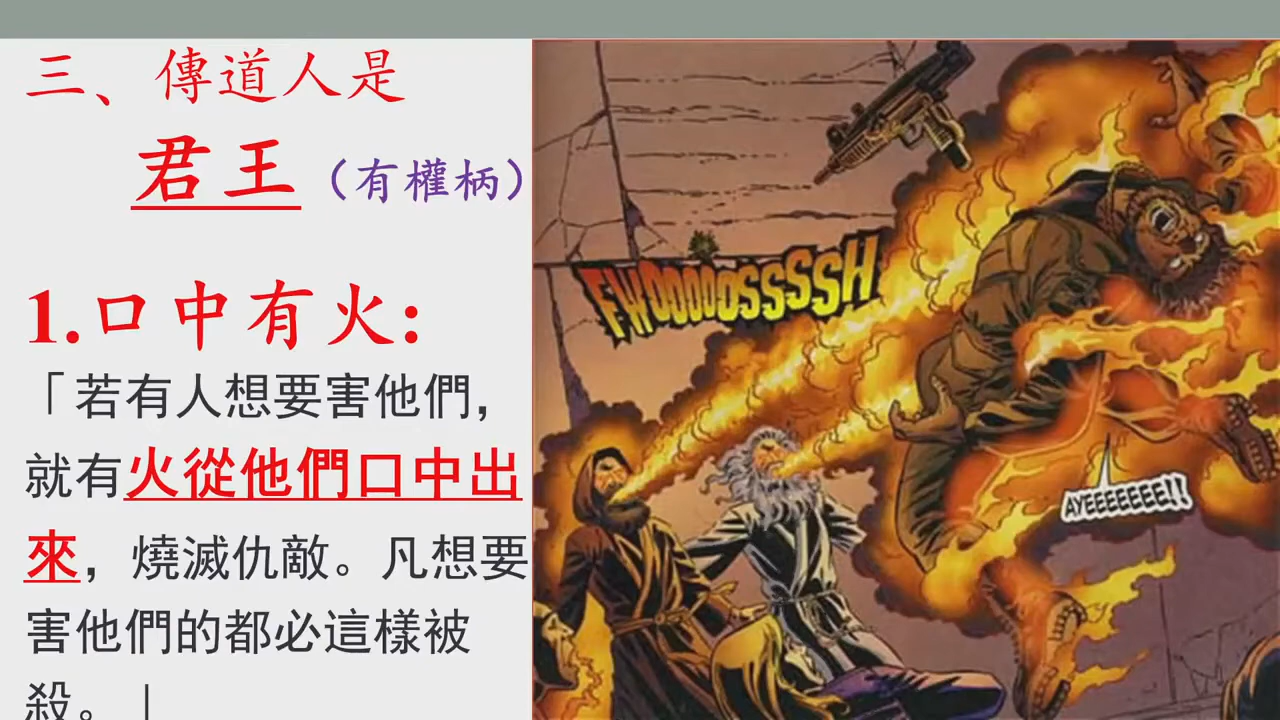 三、傳道人是
君王（有權柄）
1.口中有火:
「若有人想要害他們，
就有火從他們口中出
來，燒滅仇敵。凡想要
害他們的都必這樣被
殺。」
FWOOOOOSSSSSH
AYEEEEEEE!!